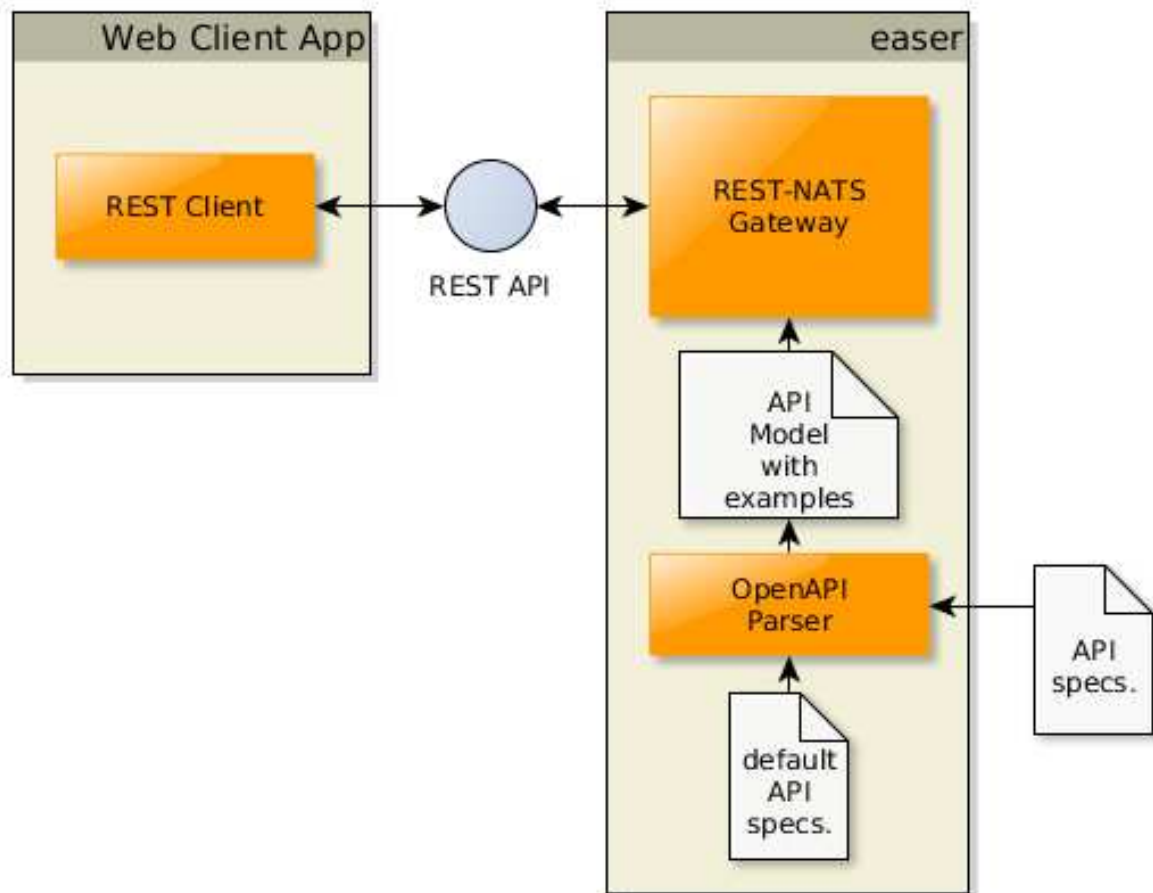 Web Client App
easer
REST Client
REST API
REST-NATS
Gateway
API
Model
with
examples
OpenAPI
Parser
API
specs.
default
API
specs.